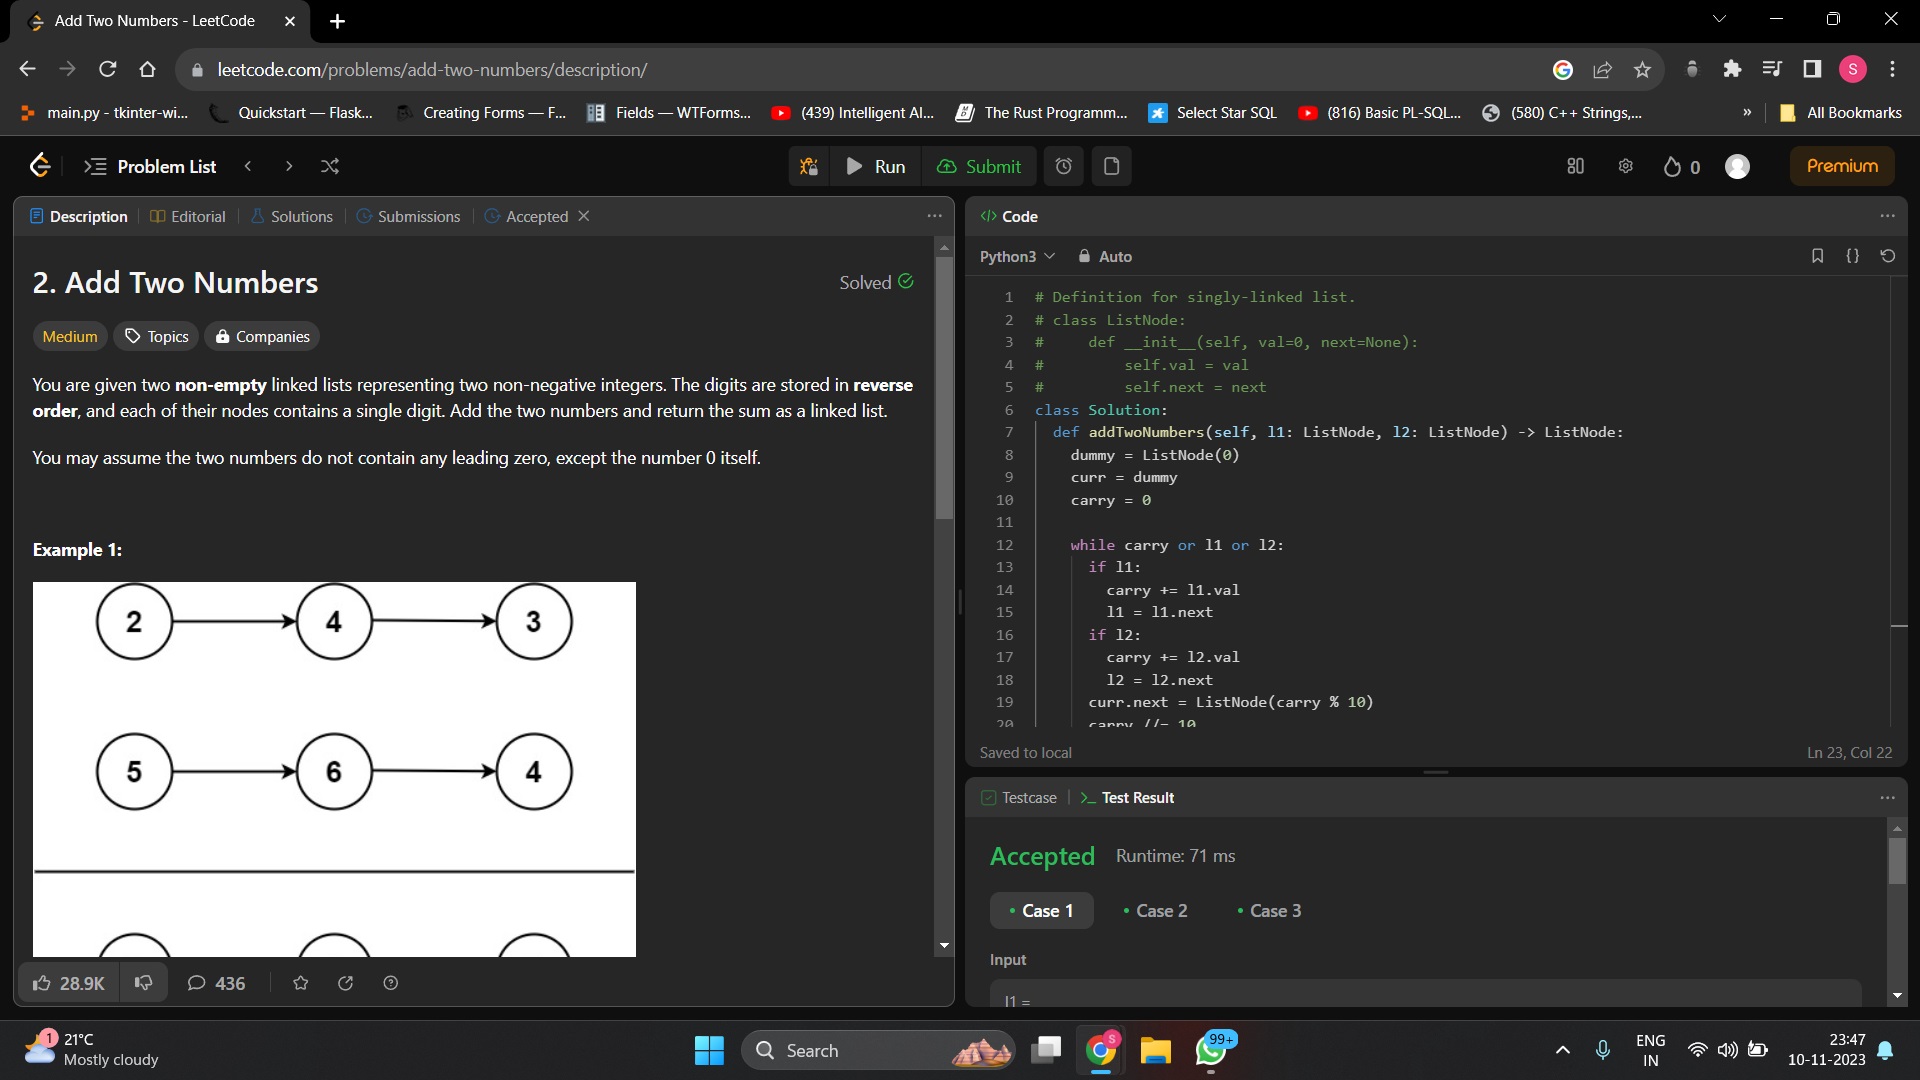 Add Two Numbers - LeetCode
leetcode.com/problems/add-two-numbers/description/
S
main.py - tkinter-wi...
Quickstart — Flask...
Creating Forms — F...
Fields — WTForms...
(439) Intelligent AI...
The Rust Programm...
Select Star SQL
(816) Basic PL-SQL...
(580) C++ Strings,...
»
All Bookmarks
Problem List
Run
Submit
0
Premium
Description
Editorial
Solutions
Submissions
Accepted
2. Add Two Numbers
Solved
Medium
Topics
Companies
You are given two non-empty linked lists representing two non-negative integers. The digits are stored in reverse
order, and each of their nodes contains a single digit. Add the two numbers and return the sum as a linked list.
You may assume the two numbers do not contain any leading zero, except the number 0 itself.
Example 1:
2 4 3
5 6 4
28.9K
436
</> Code
Python3
Auto
{}
1 # Definition for singly-linked list.
2 # class ListNode:
3 #     def __init__(self, val=0, next=None):
4 #         self.val = val
5 #         self.next = next
6 class Solution:
7   def addTwoNumbers(self, l1: ListNode, l2: ListNode) -> ListNode:
8     dummy = ListNode(0)
9     curr = dummy
10     carry = 0
11
12     while carry or l1 or l2:
13       if l1:
14         carry += l1.val
15         l1 = l1.next
16       if l2:
17         carry += l2.val
18         l2 = l2.next
19       curr.next = ListNode(carry % 10)
20       carry //= 10
Saved to local
Ln 23, Col 22
Testcase
>_ Test Result
Accepted
Runtime: 71 ms
• Case 1
• Case 2
• Case 3
Input
l1 =
1
21°C
Mostly cloudy
Search
S
99+
ENG
IN
23:47
10-11-2023